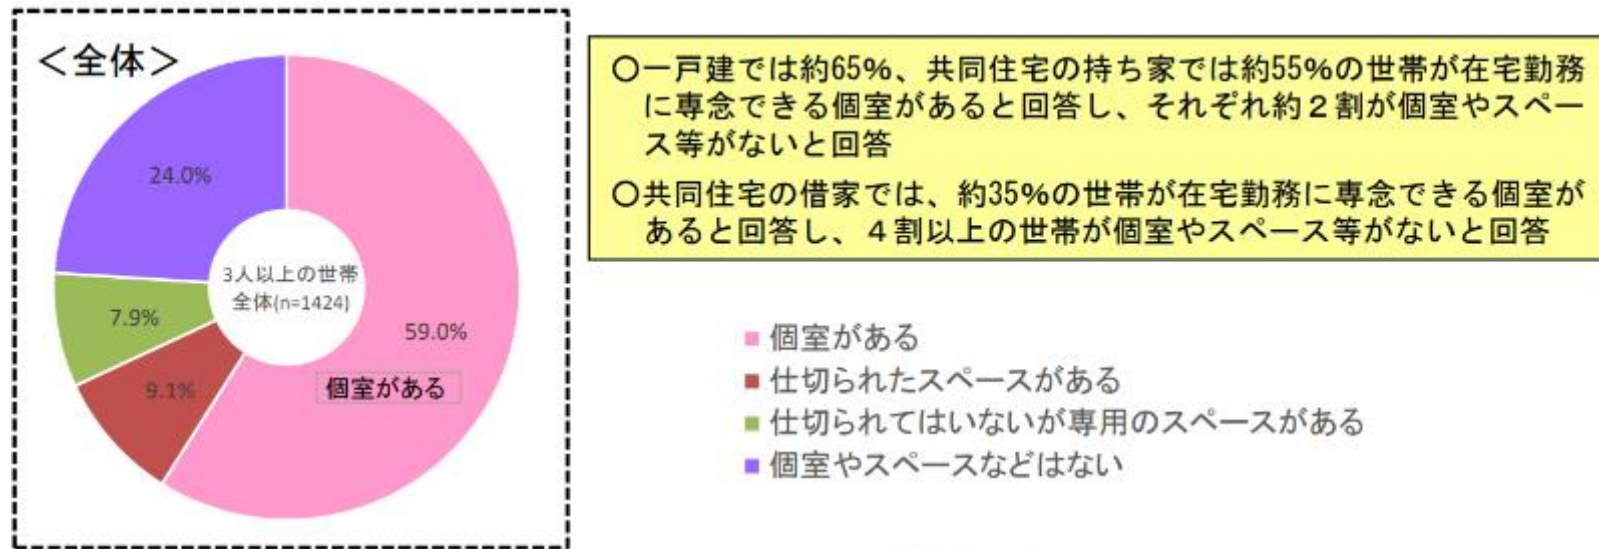 ＜全体＞
24.0%
7.9%
9.1%
59.0%
3人以上の世帯
全体(n=1424)
個室がある
〇一戸建では約65%、共同住宅の持ち家では約55%の世帯が在宅勤務
に専念できる個室があると回答し、それぞれ約２割が個室やスペー
ス等がないと回答
〇共同住宅の借家では、約35%の世帯が在宅勤務に専念できる個室が
あると回答し、４割以上の世帯が個室やスペース等がないと回答
個室がある
仕切られたスペースがある
仕切られてはいないが専用のスペースがある
個室やスペースなどはない